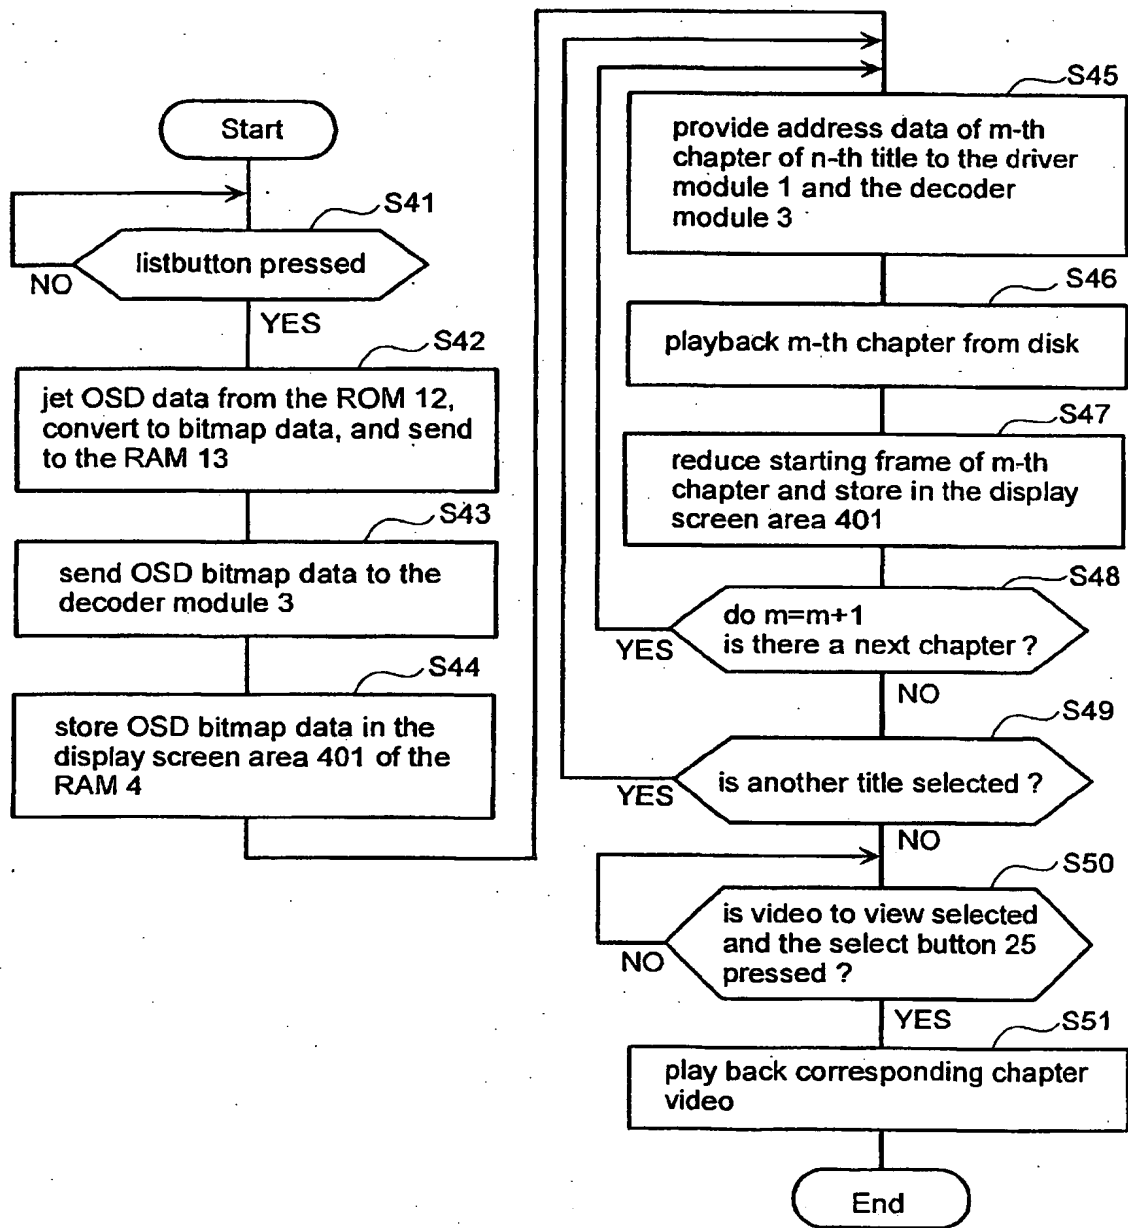 Start
S41
listbutton pressed
NO
YES
S42
jet OSD data from the ROM 12,
convert to bitmap data, and send
to the RAM 13
S43
send OSD bitmap data to the
decoder module 3
S44
store OSD bitmap data in the
display screen area 401 of the
RAM 4
S45
provide address data of m-th
chapter of n-th title to the driver
module 1 and the decoder
module 3
S46
playback m-th chapter from disk
S47
reduce starting frame of m-th
chapter and store in the display
screen area 401
S48
do m=m+1
is there a next chapter ?
YES
NO
S49
is another title selected ?
YES
NO
S50
is video to view selected
and the select button 25
pressed ?
NO
YES
S51
play back corresponding chapter
video
End